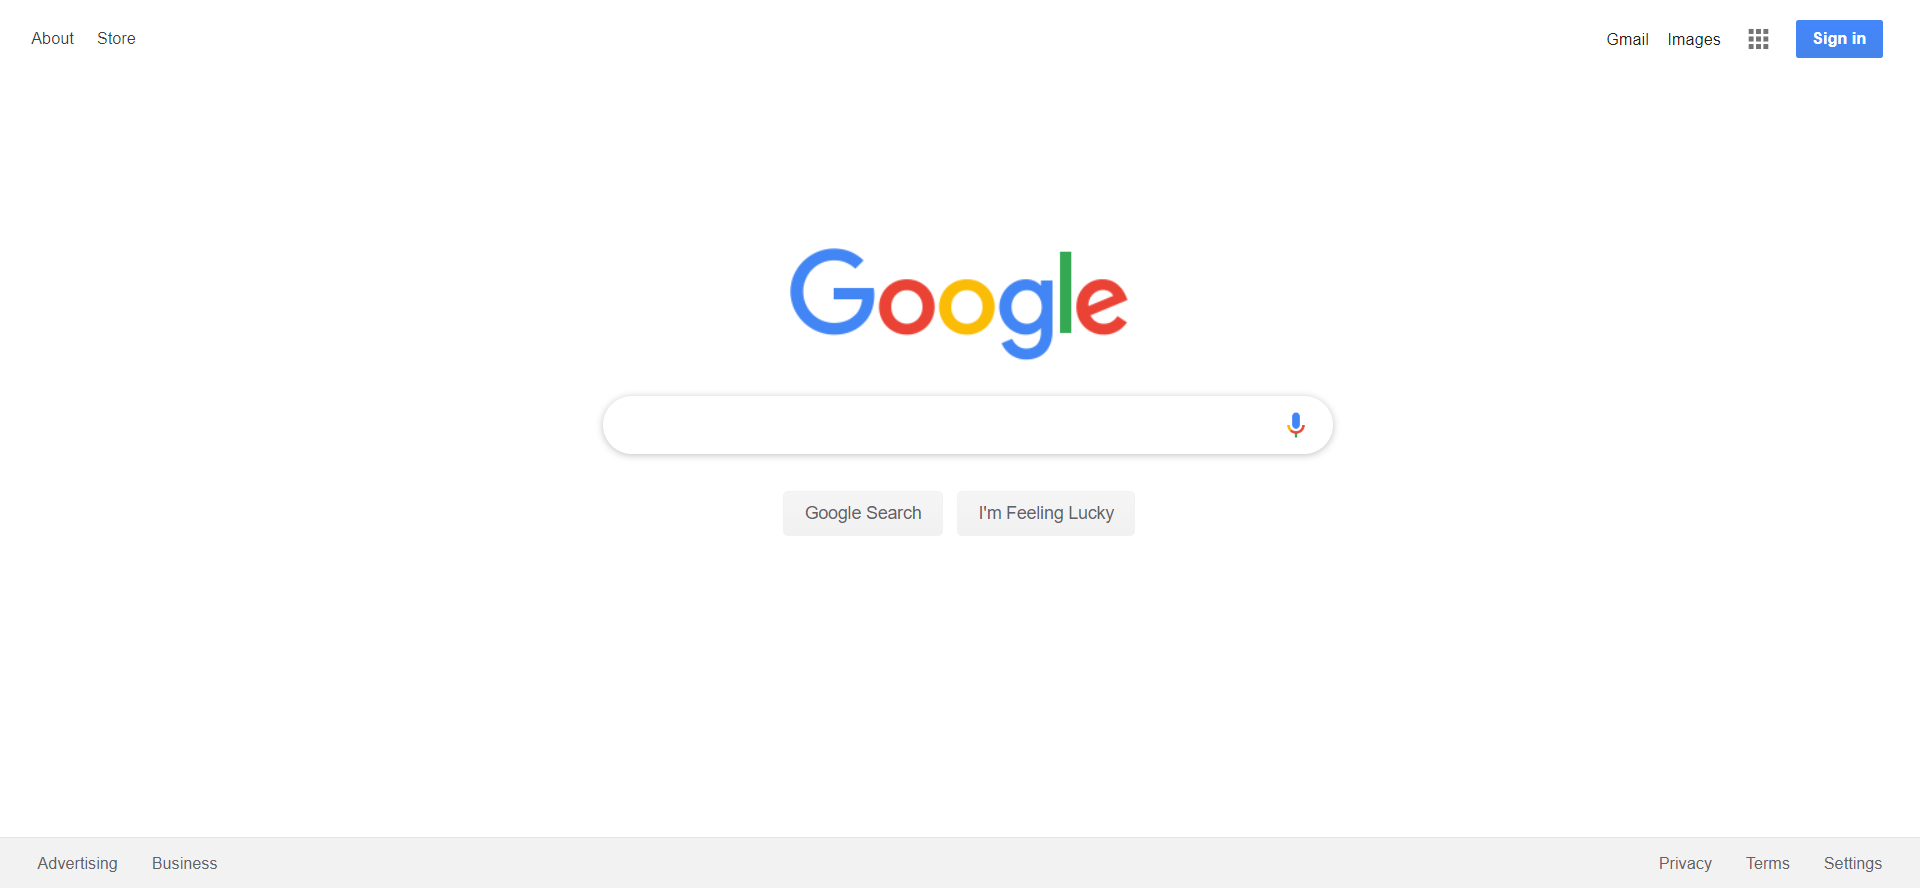 About Store Gmail Images Sign in
Google
Google Search I'm Feeling Lucky
Advertising Business Privacy Terms Settings